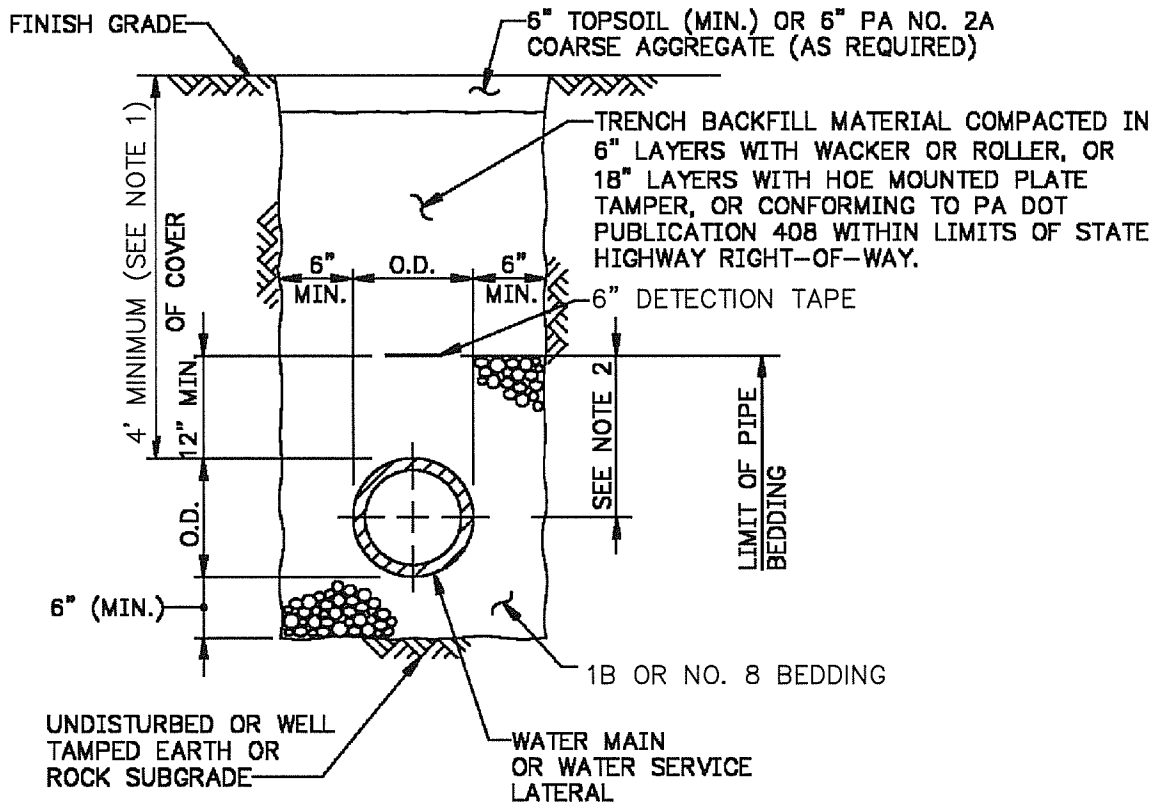 FINISH GRADE
6" TOPSOIL (MIN.) OR 6" PA NO. 2A
COARSE AGGREGATE (AS REQUIRED)
TRENCH BACKFILL MATERIAL COMPACTED IN
6" LAYERS WITH WACKER OR ROLLER, OR
18" LAYERS WITH HOE MOUNTED PLATE
TAMPER, OR CONFORMING TO PA DOT
PUBLICATION 408 WITHIN LIMITS OF STATE
HIGHWAY RIGHT-OF-WAY.
4' MINIMUM (SEE NOTE 1)
OF COVER
6"
MIN.
O.D.
6"
MIN.
6" DETECTION TAPE
12" MIN.
SEE NOTE 2
LIMIT OF PIPE
BEDDING
O.D.
6" (MIN.)
1B OR NO. 8 BEDDING
UNDISTURBED OR WELL
TAMPED EARTH OR
ROCK SUBGRADE
WATER MAIN
OR WATER SERVICE
LATERAL